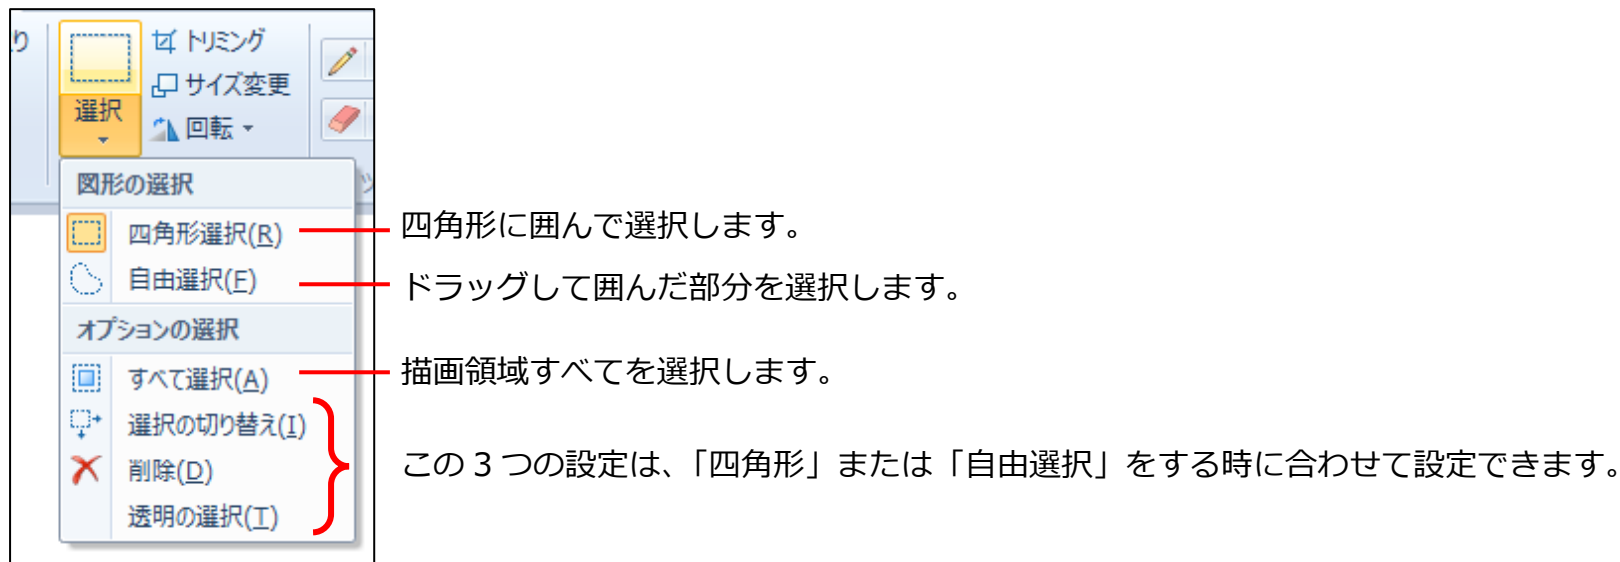 り
トリミング
サイズ変更
選択
回転
図形の選択
四角形選択(R)
四角形に囲んで選択します。
自由選択(F)
ドラッグして囲んだ部分を選択します。
オプションの選択
すべて選択(A)
描画領域すべてを選択します。
選択の切り替え(I)
削除(D)
この 3 つの設定は、「四角形」または「自由選択」をする時に合わせて設定できます。
透明の選択(T)